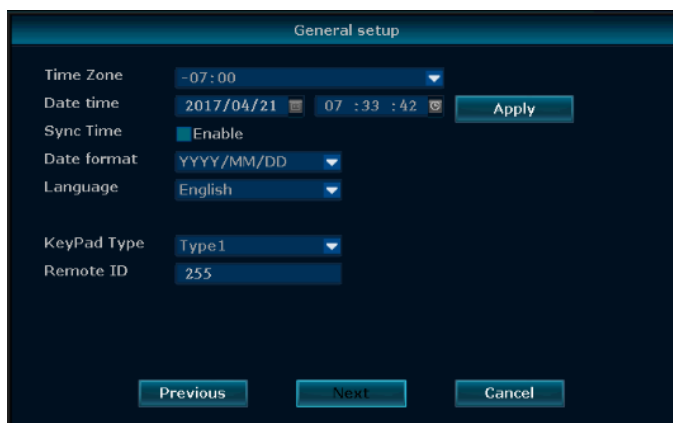 General setup
Time Zone -07:00
Date time 2017/04/21 07 :33 :42 Apply
Sync Time Enable
Date format YYYY/MM/DD
Language English
KeyPad Type Type1
Remote ID 255
Previous Next Cancel